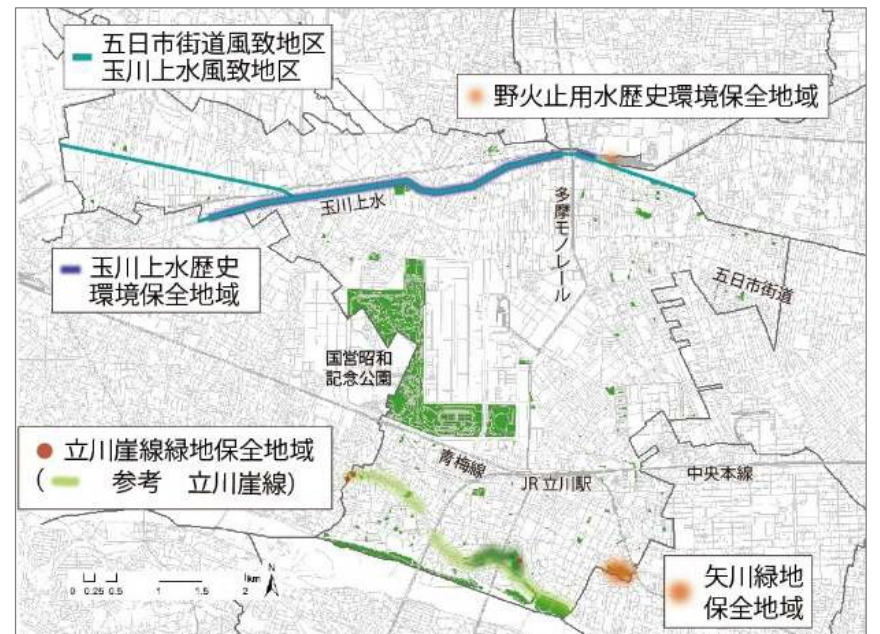 五日市街道風致地区
玉川上水風致地区
野火止用水歴史環境保全地域
玉川上水
多摩モノレール
玉川上水歴史
環境保全地域
五日市街道
国営昭和
記念公園
立川崖線緑地保全地域
( 参考 立川崖線)
青梅線
JR 立川駅
中央本線
矢川緑地
保全地域
0 0.25 0.5 1 1.5 2 km
N